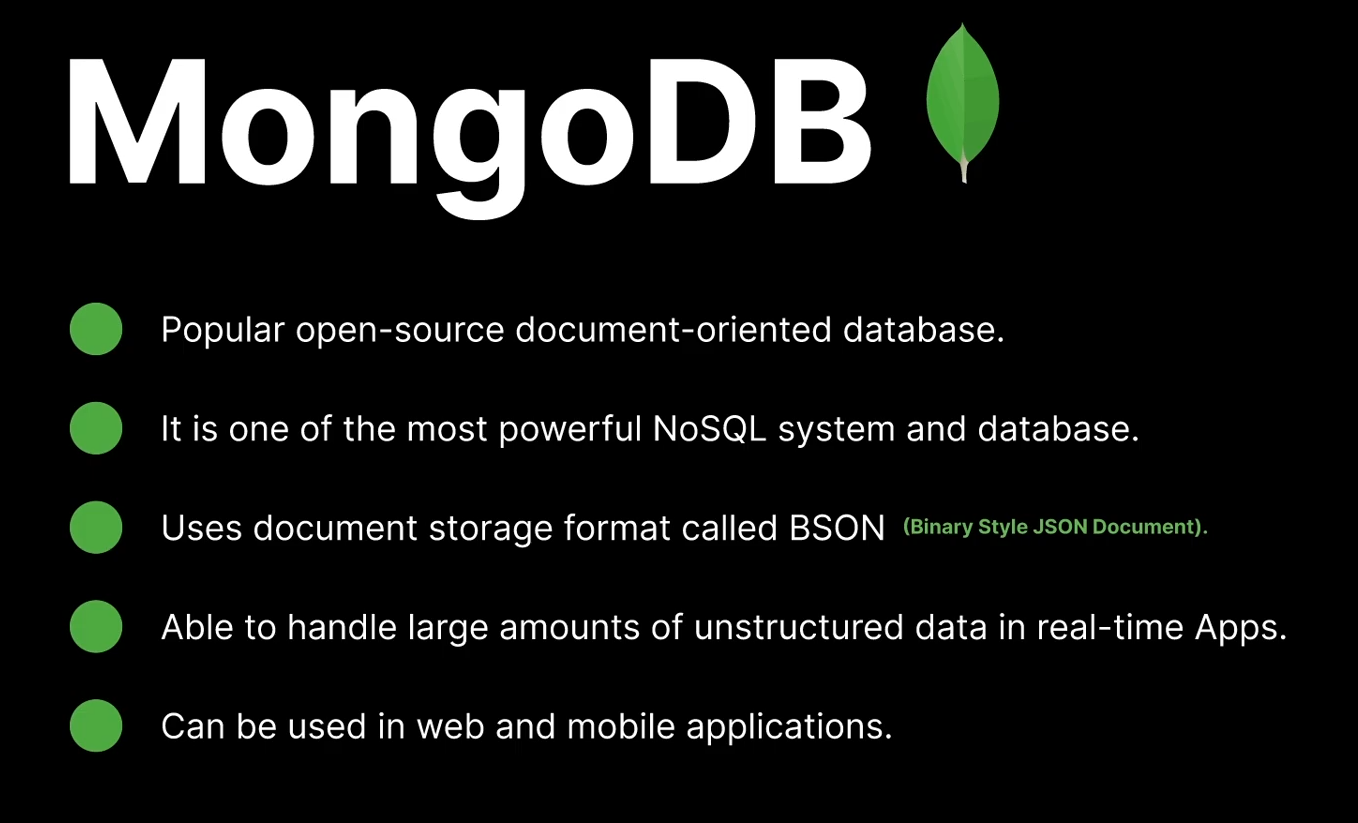 MongoDB
Popular open-source document-oriented database.
It is one of the most powerful NoSQL system and database.
Uses document storage format called BSON (Binary Style JSON Document).
Able to handle large amounts of unstructured data in real-time Apps.
Can be used in web and mobile applications.